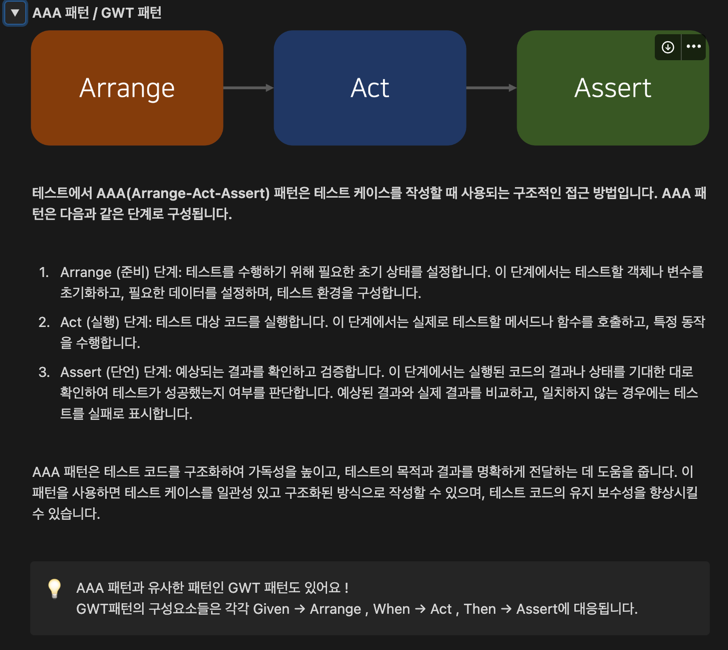 AAA 패턴 / GWT 패턴
Arrange
Act
Assert
테스트에서 AAA(Arrange-Act-Assert) 패턴은 테스트 케이스를 작성할 때 사용되는 구조적인 접근 방법입니다. AAA 패
턴은 다음과 같은 단계로 구성됩니다.
1. Arrange (준비) 단계: 테스트를 수행하기 위해 필요한 초기 상태를 설정합니다. 이 단계에서는 테스트할 객체나 변수를
초기화하고, 필요한 데이터를 설정하며, 테스트 환경을 구성합니다.
2. Act (실행) 단계: 테스트 대상 코드를 실행합니다. 이 단계에서는 실제로 테스트할 메서드나 함수를 호출하고, 특정 동작
을 수행합니다.
3. Assert (단언) 단계: 예상되는 결과를 확인하고 검증합니다. 이 단계에서는 실행된 코드의 결과나 상태를 기대한 대로
확인하여 테스트가 성공했는지 여부를 판단합니다. 예상된 결과와 실제 결과를 비교하고, 일치하지 않는 경우에는 테스
트를 실패로 표시합니다.
AAA 패턴은 테스트 코드를 구조화하여 가독성을 높이고, 테스트의 목적과 결과를 명확하게 전달하는 데 도움을 줍니다. 이
패턴을 사용하면 테스트 케이스를 일관성 있고 구조화된 방식으로 작성할 수 있으며, 테스트 코드의 유지 보수성을 향상시킬
수 있습니다.
AAA 패턴과 유사한 패턴인 GWT 패턴도 있어요 !
GWT패턴의 구성요소들은 각각 Given → Arrange , When → Act , Then → Assert에 대응됩니다.